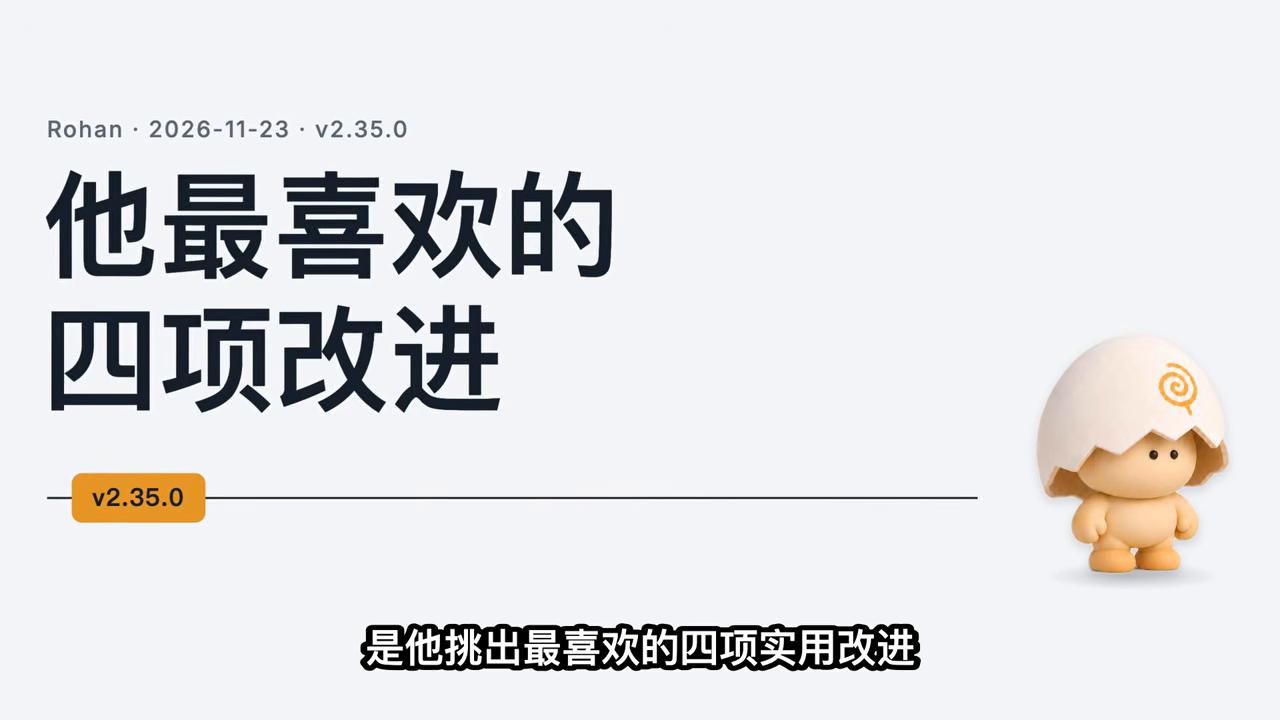 Rohan · 2026-11-23 · v2.35.0
他最喜欢的
四项改进
v2.35.0
是他挑出最喜欢的四项实用改进